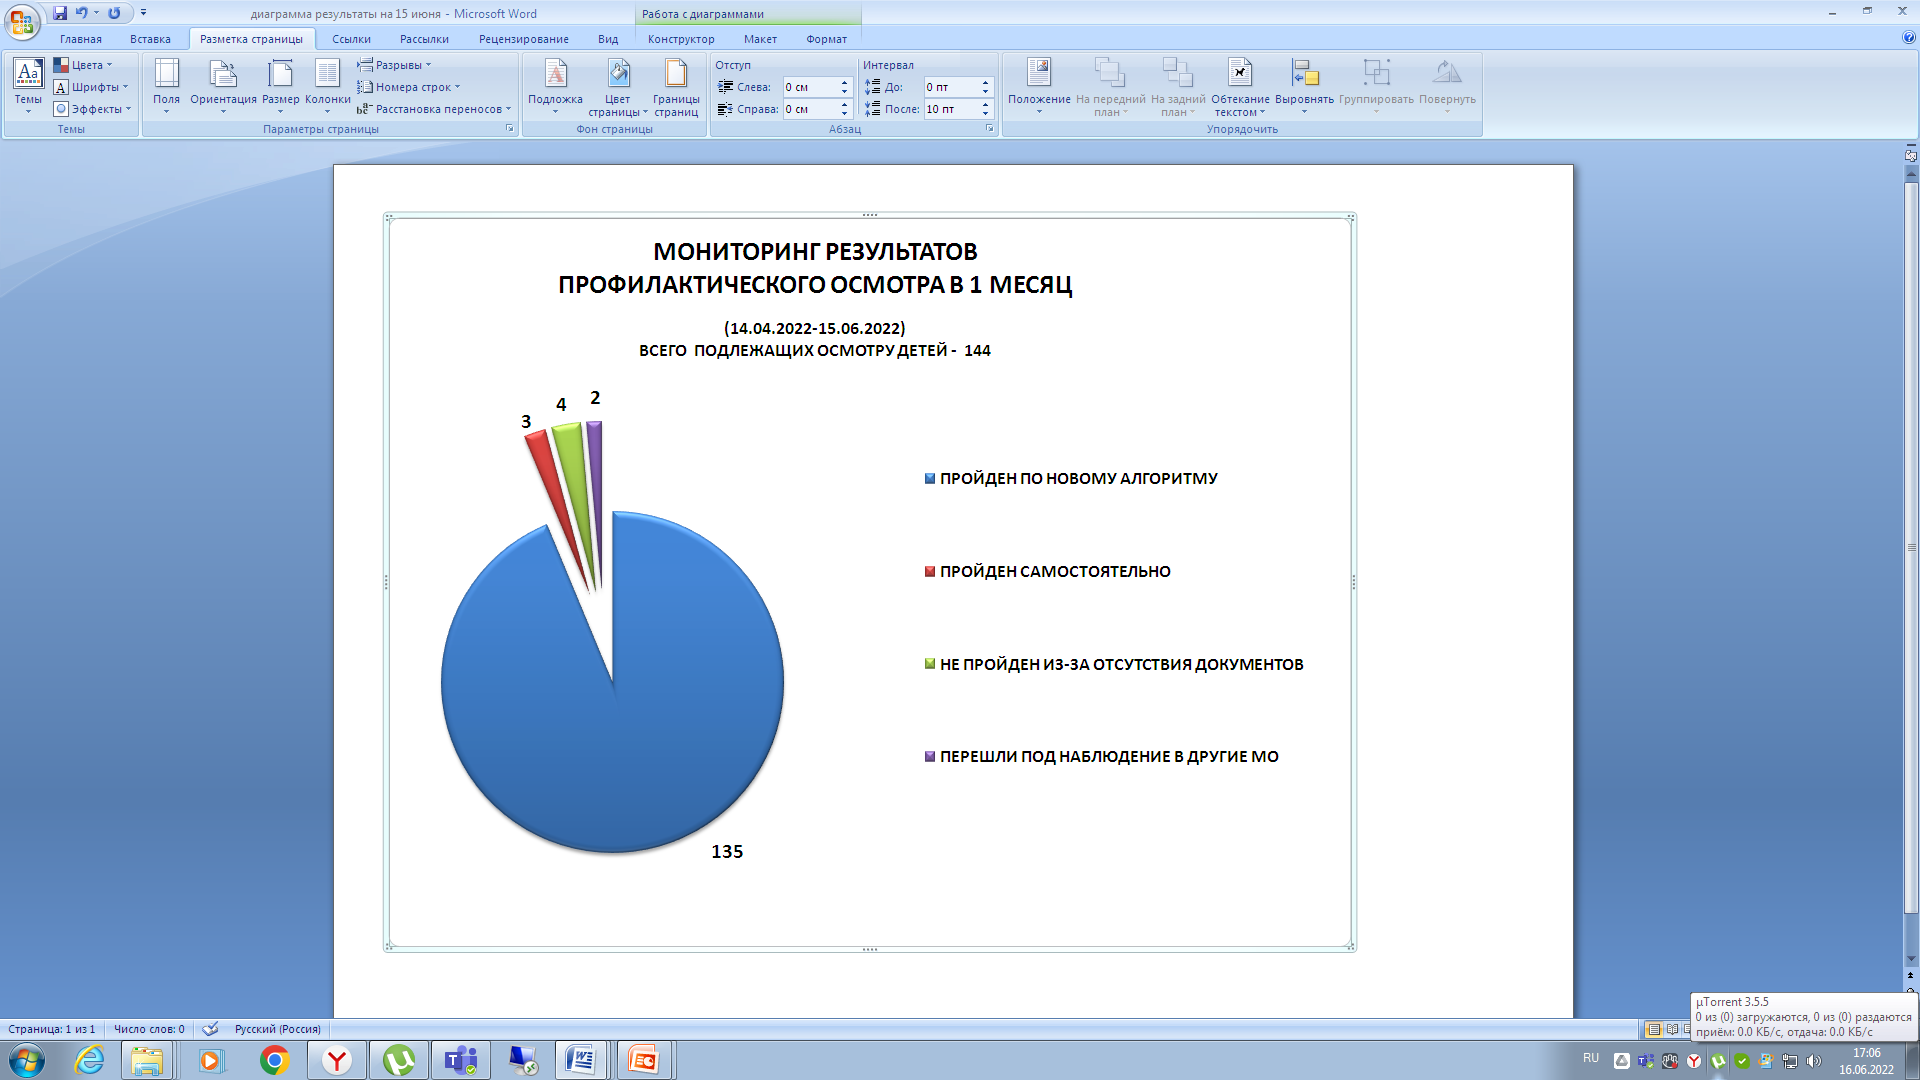 диаграмма результаты на 15 июня - Microsoft Word
Работа с диаграммами
Главная
Вставка
Разметка страницы
Ссылки
Рассылки
Рецензирование
Вид
Конструктор
Макет
Формат
Темы
Цвета
Шрифты
Эффекты
Темы
Поля
Ориентация
Размер
Колонки
Разрывы
Номера строк
Расстановка переносов
Параметры страницы
Подложка
Цвет страницы
Границы страниц
Фон страницы
Отступ
Слева: 0 см
Справа: 0 см
Интервал
До: 0 пт
После: 10 пт
Абзац
Положение
На передний план
На задний план
Обтекание текстом
Выровнять
Группировать
Повернуть
Упорядочить
МОНИТОРИНГ РЕЗУЛЬТАТОВ
ПРОФИЛАКТИЧЕСКОГО ОСМОТРА В 1 МЕСЯЦ
(14.04.2022-15.06.2022)
ВСЕГО ПОДЛЕЖАЩИХ ОСМОТРУ ДЕТЕЙ - 144
3
4
2
135
ПРОЙДЕН ПО НОВОМУ АЛГОРИТМУ
ПРОЙДЕН САМОСТОЯТЕЛЬНО
НЕ ПРОЙДЕН ИЗ-ЗА ОТСУТСТВИЯ ДОКУМЕНТОВ
ПЕРЕШЛИ ПОД НАБЛЮДЕНИЕ В ДРУГИЕ МО
µTorrent 3.5.5
0 из (0) загружаются, 0 из (0) раздаются
приём: 0.0 КБ/с, отдача: 0.0 КБ/с
Страница: 1 из 1
Число слов: 0
Русский (Россия)
RU
17:06
16.06.2022